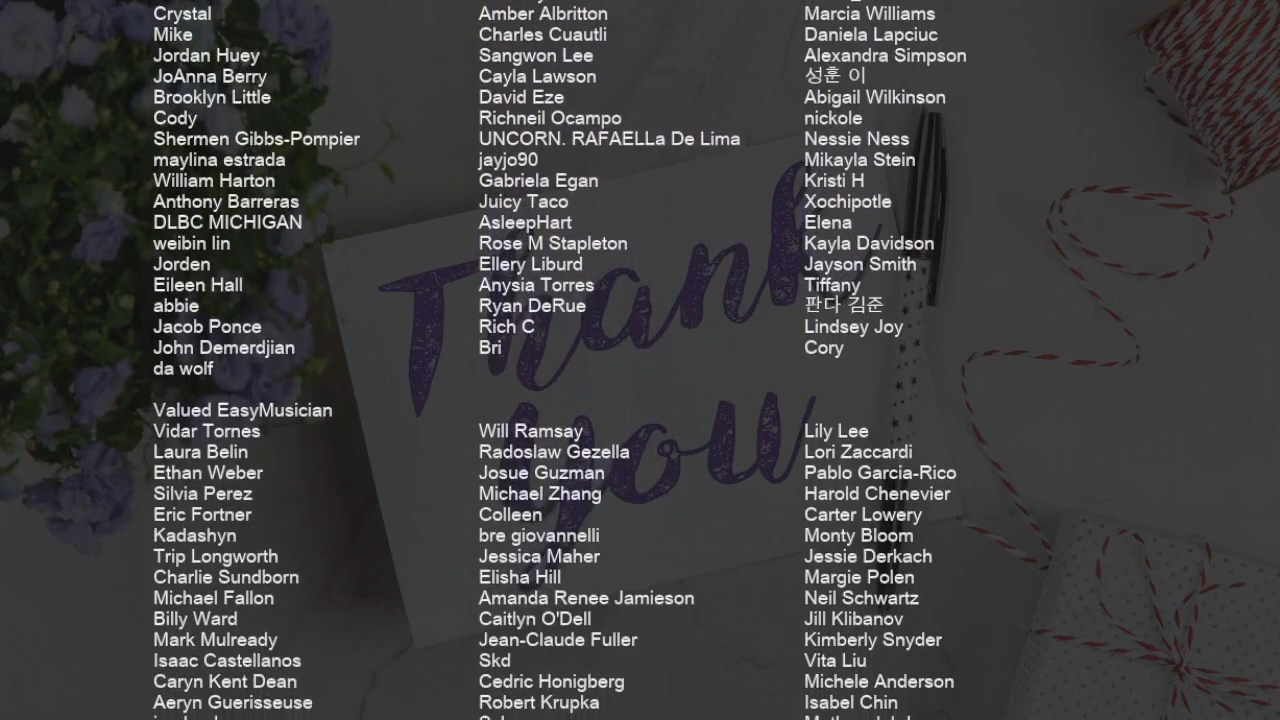 Crystal
Mike
Jordan Huey
JoAnna Berry
Brooklyn Little
Cody
Shermen Gibbs-Pompier
maylina estrada
William Harton
Anthony Barreras
DLBC MICHIGAN
weibin lin
Jorden
Eileen Hall
abbie
Jacob Ponce
John Demerdjian
da wolf
Amber Albritton
Charles Cuautli
Sangwon Lee
Cayla Lawson
David Eze
Richneil Ocampo
UNCORN. RAFAELLa De Lima
jayjo90
Gabriela Egan
Juicy Taco
AsleepHart
Rose M Stapleton
Ellery Liburd
Anysia Torres
Ryan DeRue
Rich C
Bri
Marcia Williams
Daniela Lapciuc
Alexandra Simpson
성훈 이
Abigail Wilkinson
nickole
Nessie Ness
Mikayla Stein
Kristi H
Xochipotle
Elena
Kayla Davidson
Jayson Smith
Tiffany
판다 김준
Lindsey Joy
Cory
Valued EasyMusician
Vidar Tornes
Laura Belin
Ethan Weber
Silvia Perez
Eric Fortner
Kadashyn
Trip Longworth
Charlie Sundborn
Michael Fallon
Billy Ward
Mark Mulready
Isaac Castellanos
Caryn Kent Dean
Aeryn Guerisseuse
Will Ramsay
Radoslaw Gezella
Josue Guzman
Michael Zhang
Colleen
bre giovannelli
Jessica Maher
Elisha Hill
Amanda Renee Jamieson
Caitlyn O'Dell
Jean-Claude Fuller
Skd
Cedric Honigberg
Robert Krupka
Lily Lee
Lori Zaccardi
Pablo Garcia-Rico
Harold Chenevier
Carter Lowery
Monty Bloom
Jessie Derkach
Margie Polen
Neil Schwartz
Jill Klibanov
Kimberly Snyder
Vita Liu
Michele Anderson
Isabel Chin
Thank
you